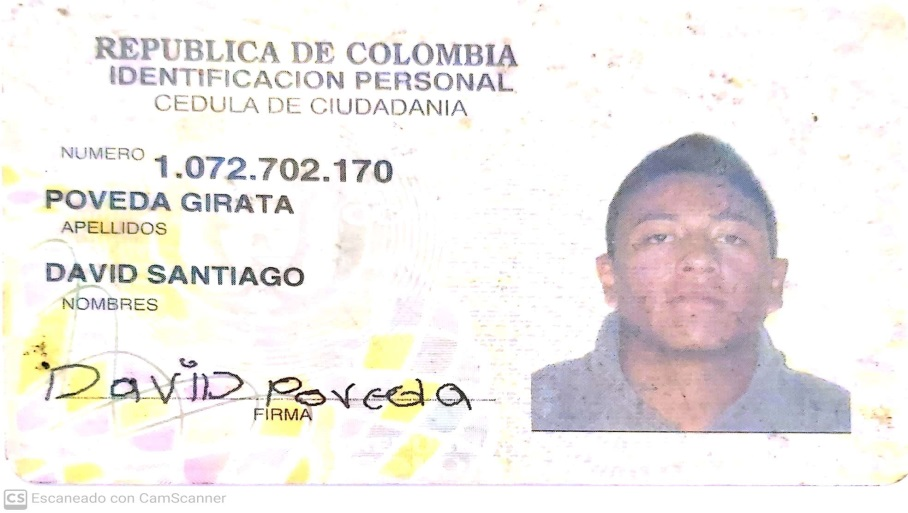 REPUBLICA DE COLOMBIA
IDENTIFICACION PERSONAL
CEDULA DE CIUDADANIA
NUMERO 1.072.702.170
POVEDA GIRATA
APELLIDOS
DAVID SANTIAGO
NOMBRES
DaviD Poveda
FIRMA
CS Escaneado con CamScanner